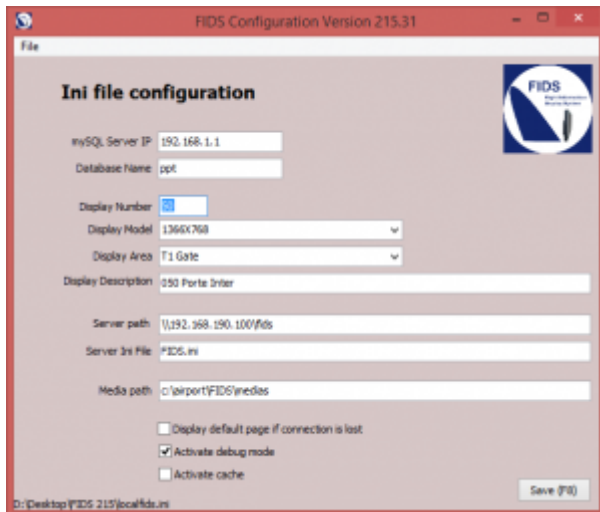 FIDS Configuration Version 215.31
File
Ini file configuration
FIDS
mySQL Server IP 192.168.1.1
Database Name ppt
Display Number 50
Display Model 1366X768
Display Area T1 Gate
Display Description 050 Porte Inter
Server path \\192.168.190.100\fids
Server Ini File FIDS.ini
Media path c:\airport\FIDS\medias
Display default page if connection is lost
Activate debug mode
Activate cache
Save (F8)
D:\Desktop\FIDS 215\localfids.ini